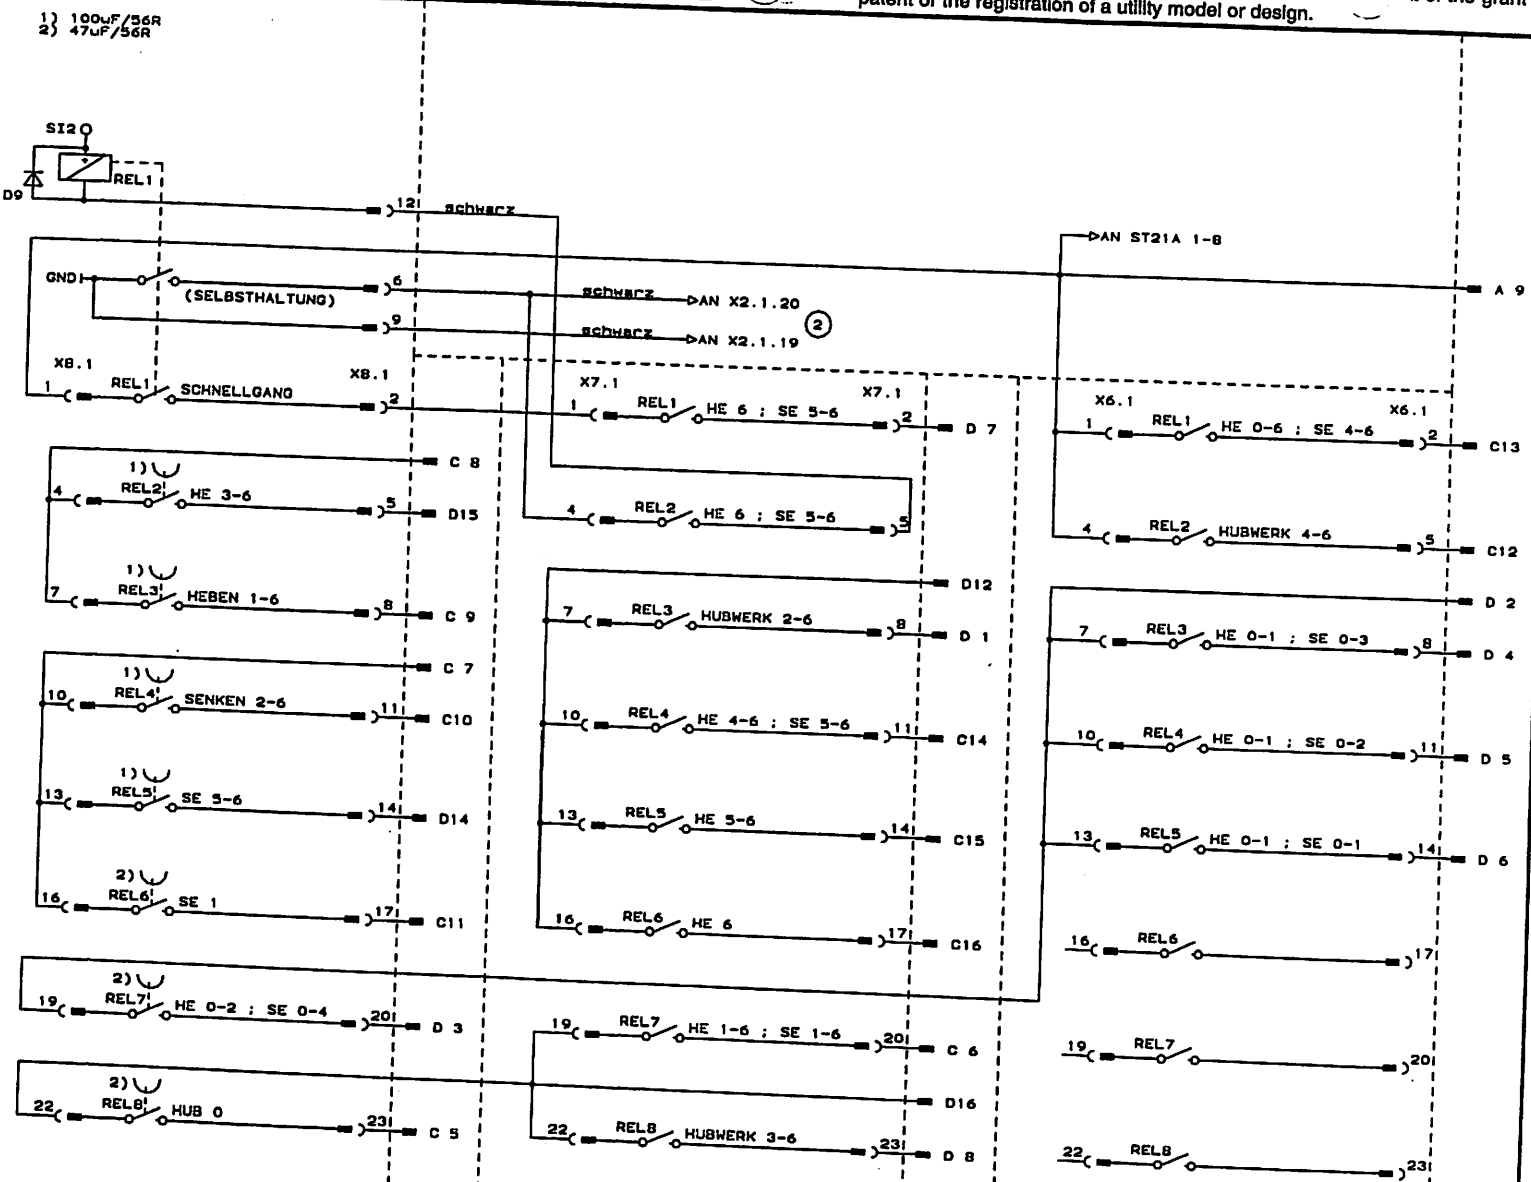 patent or the registration of a utility model or design.
of the grant
1) 100uF/56R
2) 47uF/56R
SI2
REL1
D9
12 schwarz
AN ST21A 1-8
GND
6
schwarz AN X2.1.20
A 9
(SELBSTHALTUNG)
9
schwarz AN X2.1.19
2
X8.1
X8.1
X7.1
X7.1
X6.1
X6.1
1 REL1 SCHNELLGANG 2
1 REL1 HE 6 ; SE 5-6 2 D 7
1 REL1 HE 0-6 ; SE 4-6 2 C13
C 8
1)
4 REL2 HE 3-6 5 D15
4 REL2 HE 6 ; SE 5-6 5
4 REL2 HUBWERK 4-6 5 C12
D12
D 2
1)
7 REL3 HEBEN 1-6 8 C 9
7 REL3 HUBWERK 2-6 8 D 1
7 REL3 HE 0-1 ; SE 0-3 8 D 4
C 7
1)
10 REL4 SENKEN 2-6 11 C10
10 REL4 HE 4-6 ; SE 5-6 11 C14
10 REL4 HE 0-1 ; SE 0-2 11 D 5
1)
13 REL5 SE 5-6 14 D14
13 REL5 HE 5-6 14 C15
13 REL5 HE 0-1 ; SE 0-1 14 D 6
2)
16 REL6 SE 1 17 C11
16 REL6 HE 6 17 C16
16 REL6 17
2)
19 REL7 HE 0-2 ; SE 0-4 20 D 3
19 REL7 HE 1-6 ; SE 1-6 20 C 6
19 REL7 20
D16
2)
22 REL8 HUB 0 23 C 5
22 REL8 HUBWERK 3-6 23 D 8
22 REL8 23